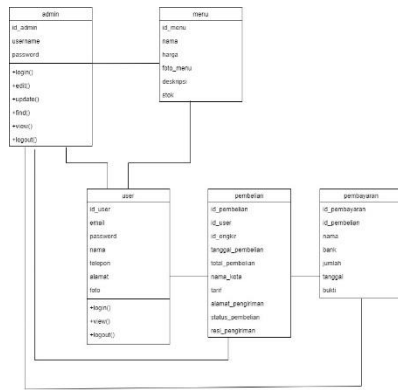 admin
id_admin
username
password
+login()
+edit()
+update()
+find()
+view()
+logout()
menu
id_menu
nama
harga
foto_menu
deskripsi
stok
user
id_user
email
password
nama
telepon
alamat
foto
+login()
+view()
+logout()
pembelian
id_pembelian
id_user
id_ongkir
tanggal_pembelian
total_pembelian
nama_kota
tarif
alamat_pengiriman
status_pembelian
resi_pengiriman
pembayaran
id_pembayaran
id_pembelian
nama
bank
jumlah
tanggal
bukti